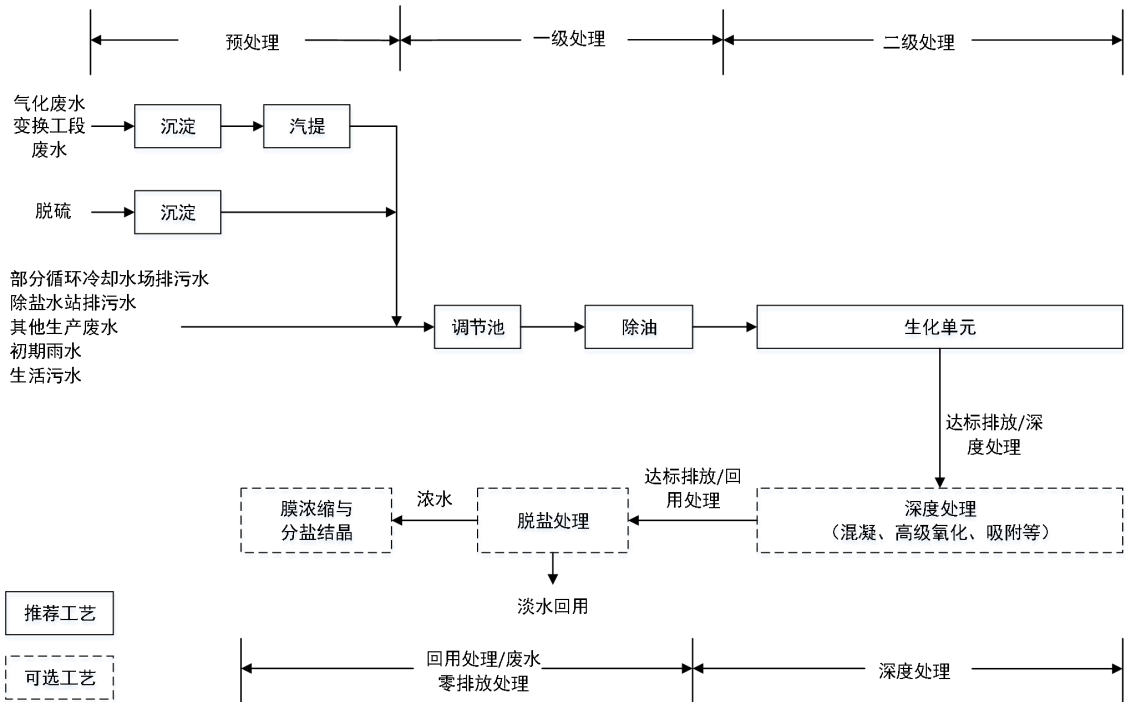 预处理
一级处理
二级处理
气化废水
变换工段
废水
沉淀
汽提
脱硫
沉淀
部分循环冷却水场排污水
除盐水站排污水
其他生产废水
初期雨水
生活污水
调节池
除油
生化单元
达标排放/深
度处理
膜浓缩与
分盐结晶
浓水
脱盐处理
达标排放/回
用处理
深度处理
（混凝、高级氧化、吸附等）
淡水回用
推荐工艺
可选工艺
回用处理/废水
零排放处理
深度处理